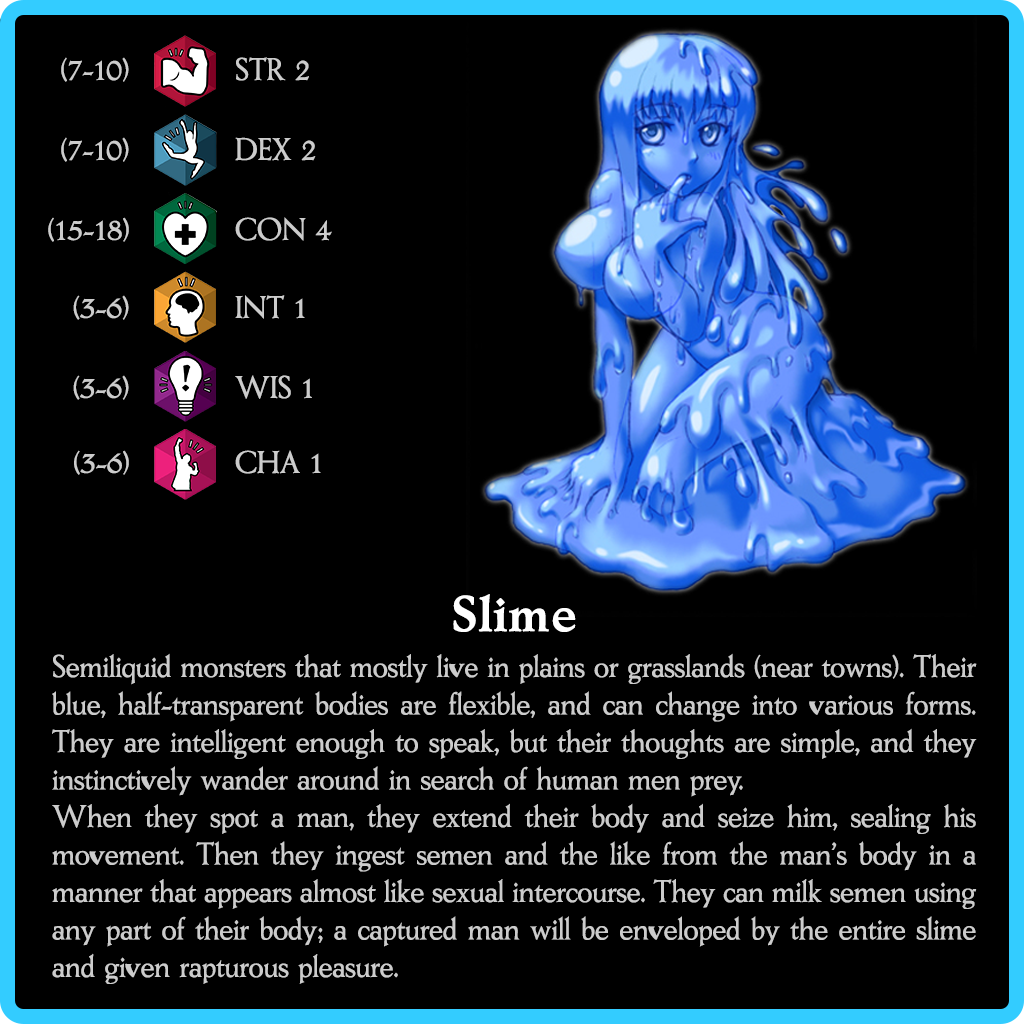 (7-10) STR 2
(7-10) DEX 2
(15-18) CON 4
(3-6) INT 1
(3-6) WIS 1
(3-6) CHA 1
Slime
Semiliquid monsters that mostly live in plains or grasslands (near towns). Their
blue, half-transparent bodies are flexible, and can change into various forms.
They are intelligent enough to speak, but their thoughts are simple, and they
instinctively wander around in search of human men prey.
When they spot a man, they extend their body and seize him, sealing his
movement. Then they ingest semen and the like from the man's body in a
manner that appears almost like sexual intercourse. They can milk semen using
any part of their body; a captured man will be enveloped by the entire slime
and given rapturous pleasure.